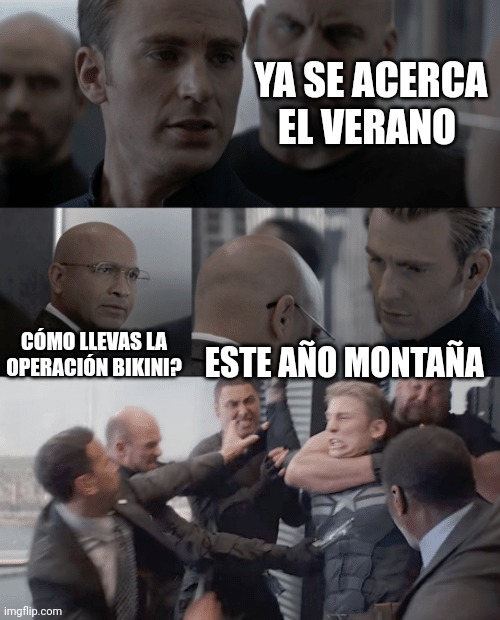 YA SE ACERCA
EL VERANO
CÓMO LLEVAS LA
OPERACIÓN BIKINI?
ESTE AÑO MONTAÑA
imgflip.com